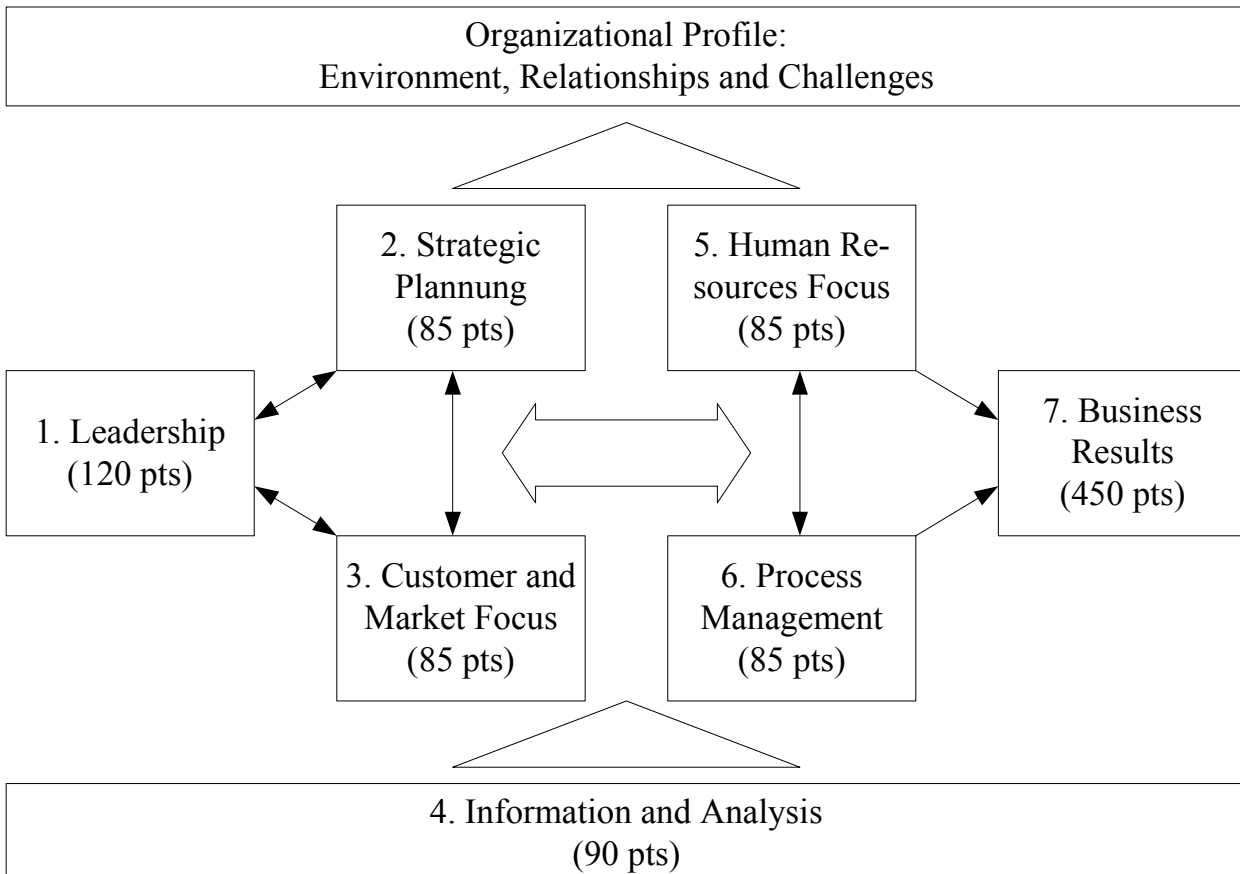 Organizational Profile:
Environment, Relationships and Challenges
2. Strategic
Plannung
(85 pts)
5. Human Re-
sources Focus
(85 pts)
1. Leadership
(120 pts)
7. Business
Results
(450 pts)
3. Customer and
Market Focus
(85 pts)
6. Process
Management
(85 pts)
4. Information and Analysis
(90 pts)